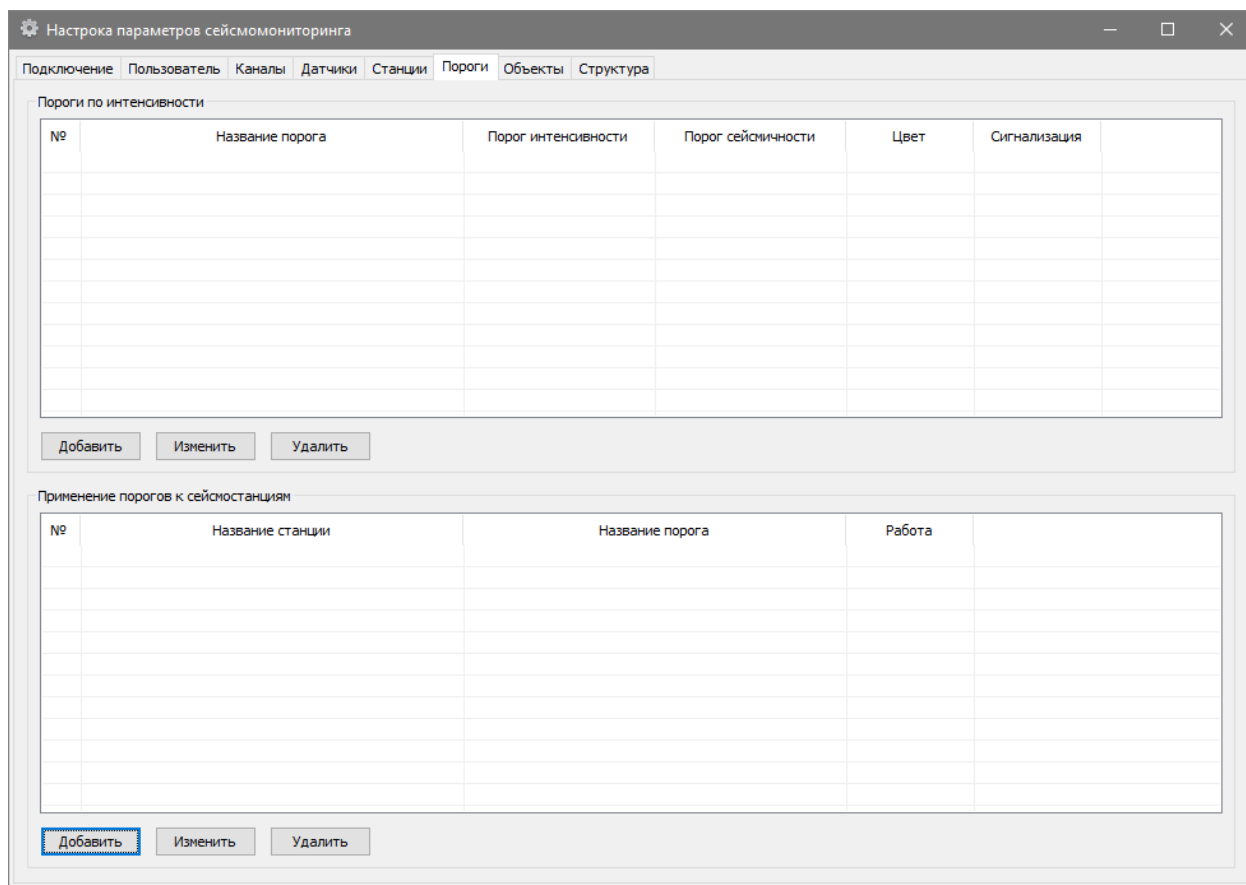 Настрока параметров сейсмомониторинга
Подключение Пользователь Каналы Датчики Станции Пороги Объекты Структура
Пороги по интенсивности
№ Название порога Порог интенсивности Порог сейсмичности Цвет Сигнализация
Добавить Изменить Удалить
Применение порогов к сейсмостанциям
№ Название станции Название порога Работа
Добавить Изменить Удалить